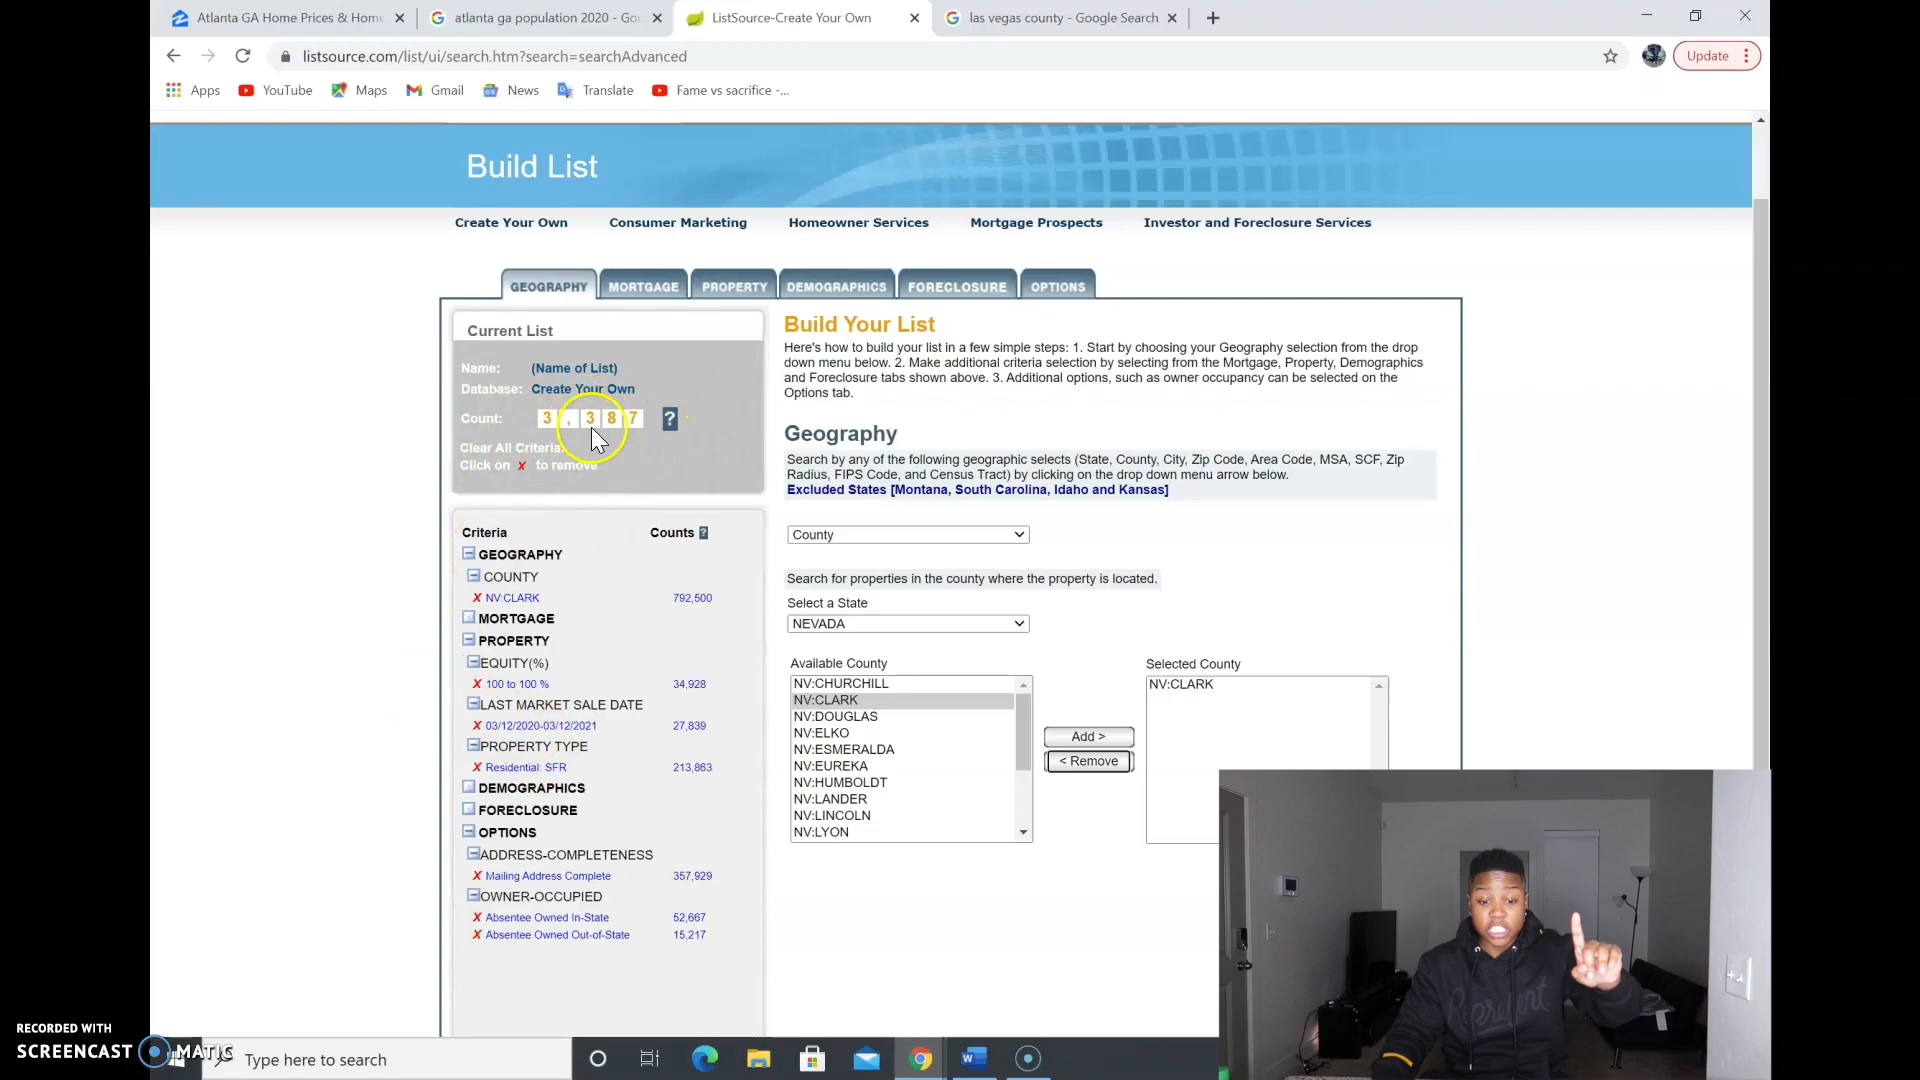 Atlanta GA Home Prices & Home
atlanta ga population 2020 - Go
ListSource-Create Your Own
las vegas county - Google Search
listsource.com/list/ui/search.htm?search=searchAdvanced
Update
Apps
YouTube
Maps
Gmail
News
Translate
Fame vs sacrifice -...
Build List
Create Your Own
Consumer Marketing
Homeowner Services
Mortgage Prospects
Investor and Foreclosure Services
GEOGRAPHY
MORTGAGE
PROPERTY
DEMOGRAPHICS
FORECLOSURE
OPTIONS
Current List
Name: (Name of List)
Database: Create Your Own
Count: 3,387 ?
Clear All Criteria:
Click on x to remove
Criteria Counts ?
GEOGRAPHY
COUNTY
X NV:CLARK 792,500
MORTGAGE
PROPERTY
EQUITY(%)
X 100 to 100 % 34,928
LAST MARKET SALE DATE
X 03/12/2020-03/12/2021 27,839
PROPERTY TYPE
X Residential: SFR 213,863
DEMOGRAPHICS
FORECLOSURE
OPTIONS
ADDRESS-COMPLETENESS
X Mailing Address Complete 357,929
OWNER-OCCUPIED
X Absentee Owned In-State 52,667
X Absentee Owned Out-of-State 15,217
Build Your List
Here's how to build your list in a few simple steps: 1. Start by choosing your Geography selection from the drop
down menu below. 2. Make additional criteria selection by selecting from the Mortgage, Property, Demographics
and Foreclosure tabs shown above. 3. Additional options, such as owner occupancy can be selected on the
Options tab.
Geography
Search by any of the following geographic selects (State, County, City, Zip Code, Area Code, MSA, SCF, Zip
Radius, FIPS Code, and Census Tract) by clicking on the drop down menu arrow below.
Excluded States [Montana, South Carolina, Idaho and Kansas]
County
Search for properties in the county where the property is located.
Select a State
NEVADA
Available County
NV:CHURCHILL
NV:CLARK
NV:DOUGLAS
NV:ELKO
NV:ESMERALDA
NV:EUREKA
NV:HUMBOLDT
NV:LANDER
NV:LINCOLN
NV:LYON
Add >
< Remove
Selected County
NV:CLARK
Represent
RECORDED WITH
SCREENCAST MATIC
Type here to search